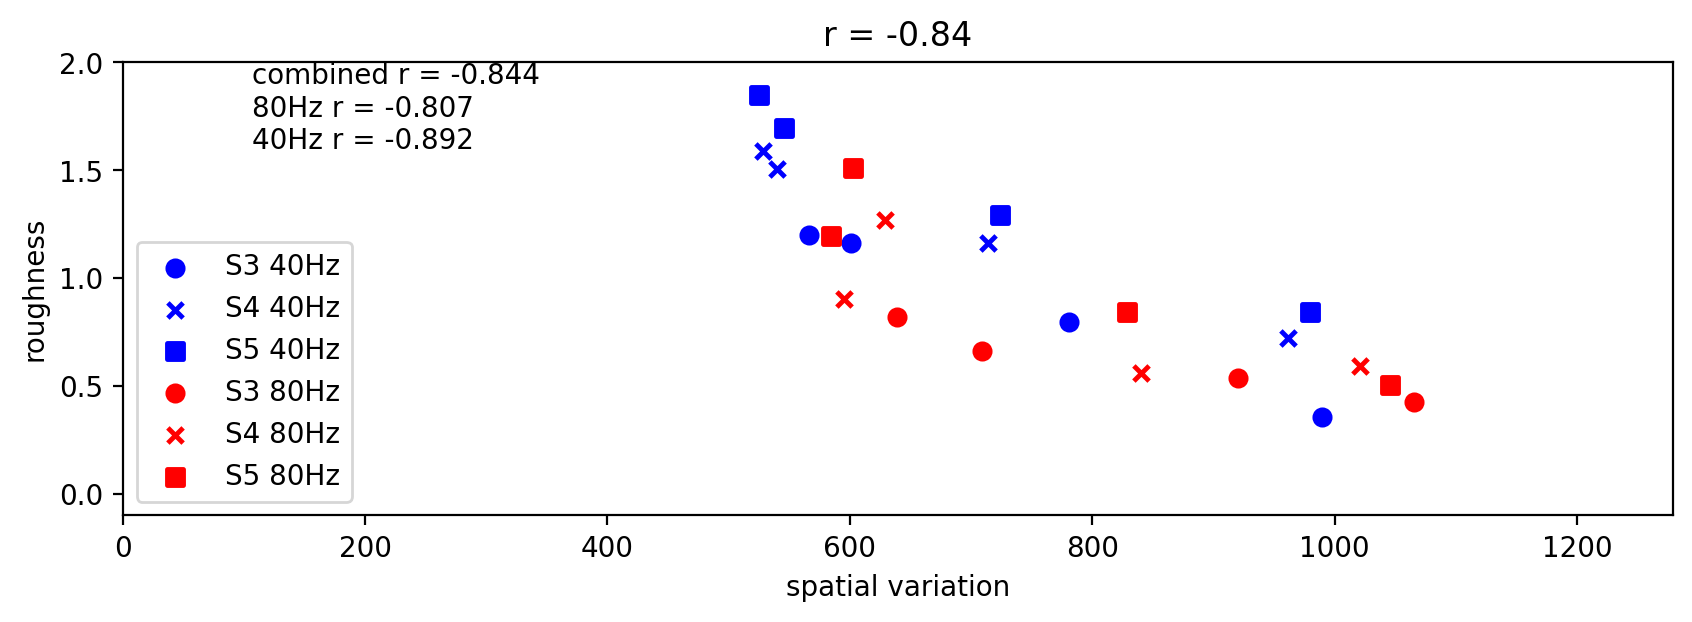 r = -0.84
combined r = -0.844
80Hz r = -0.807
40Hz r = -0.892
2.0
1.5
1.0
0.5
0.0
roughness
S3 40Hz
S4 40Hz
S5 40Hz
S3 80Hz
S4 80Hz
S5 80Hz
0 200 400 600 800 1000 1200
spatial variation